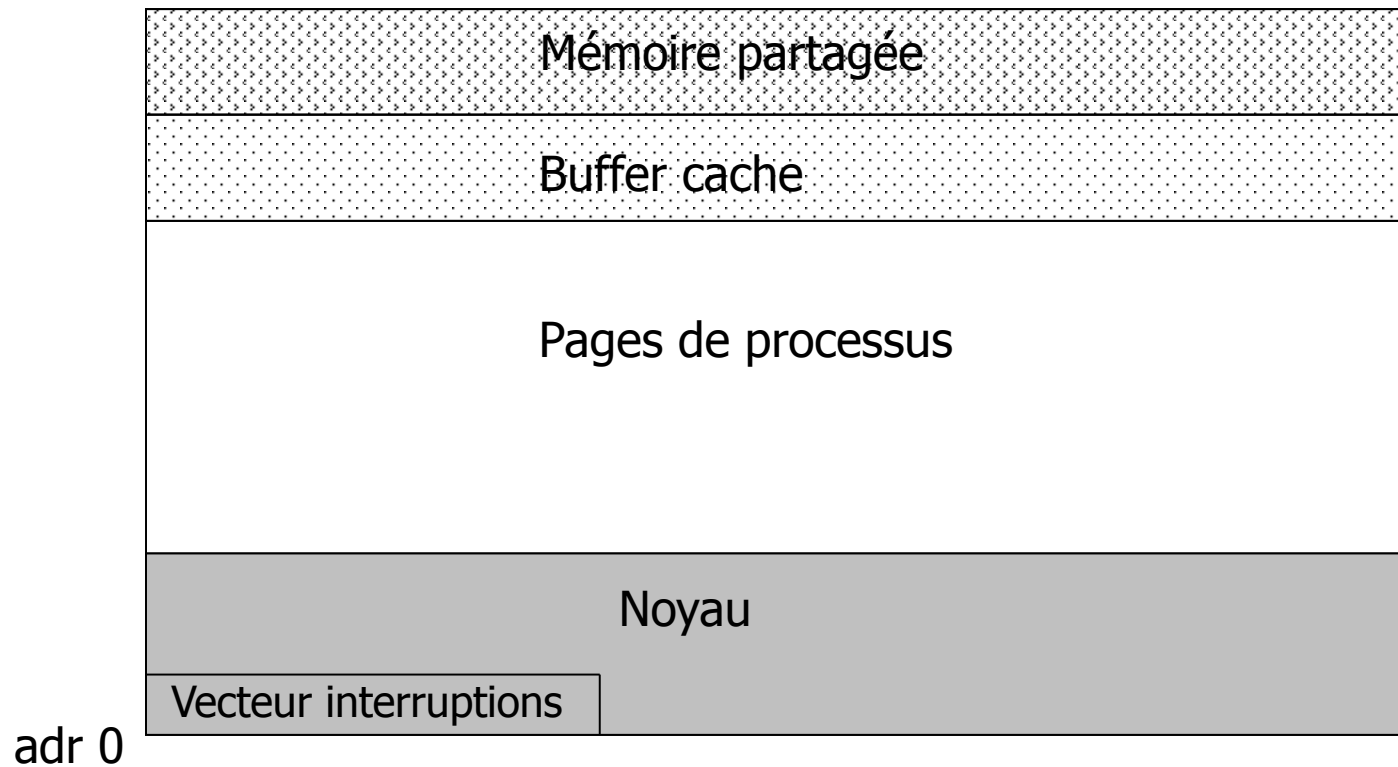 Mémoire partagée
Buffer cache
Pages de processus
Noyau
Vecteur interruptions
adr 0